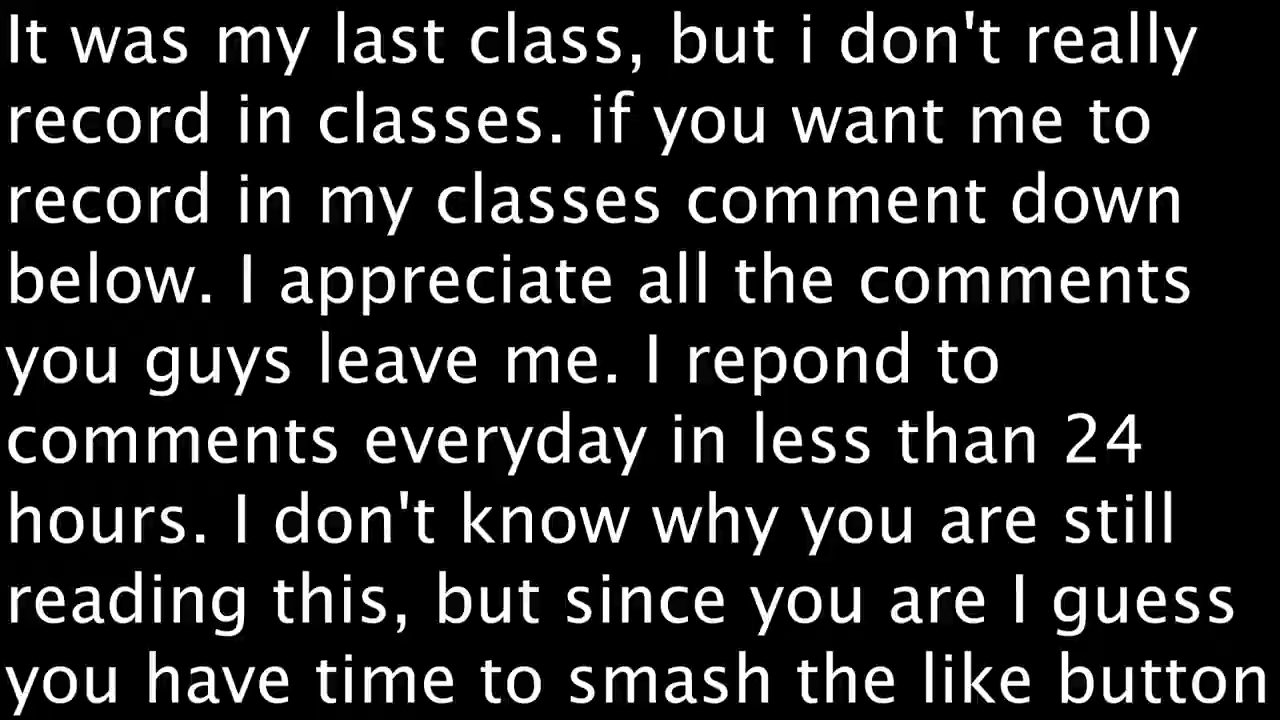 It was my last class, but i don't really
record in classes. if you want me to
record in my classes comment down
below. I appreciate all the comments
you guys leave me. I repond to
comments everyday in less than 24
hours. I don't know why you are still
reading this, but since you are I guess
you have time to smash the like button